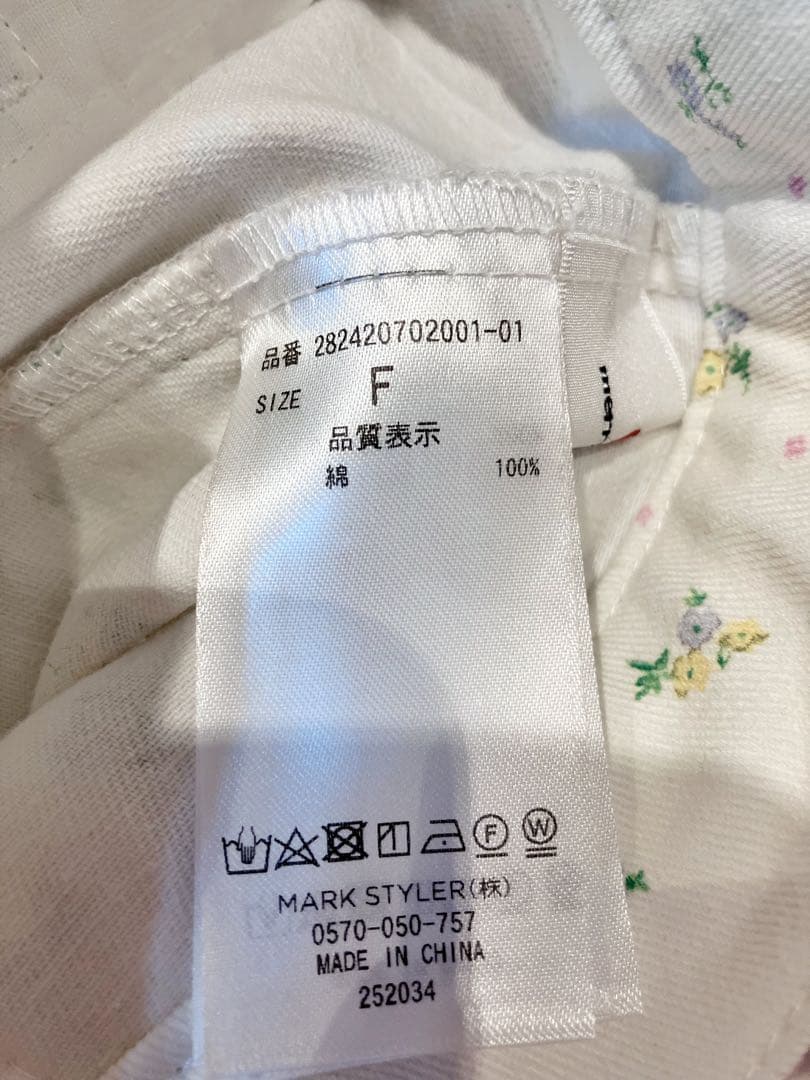 品番 282420702001-01
SIZE F
品質表示
綿 100%
F W
MARK STYLER(株)
0570-050-757
MADE IN CHINA
252034